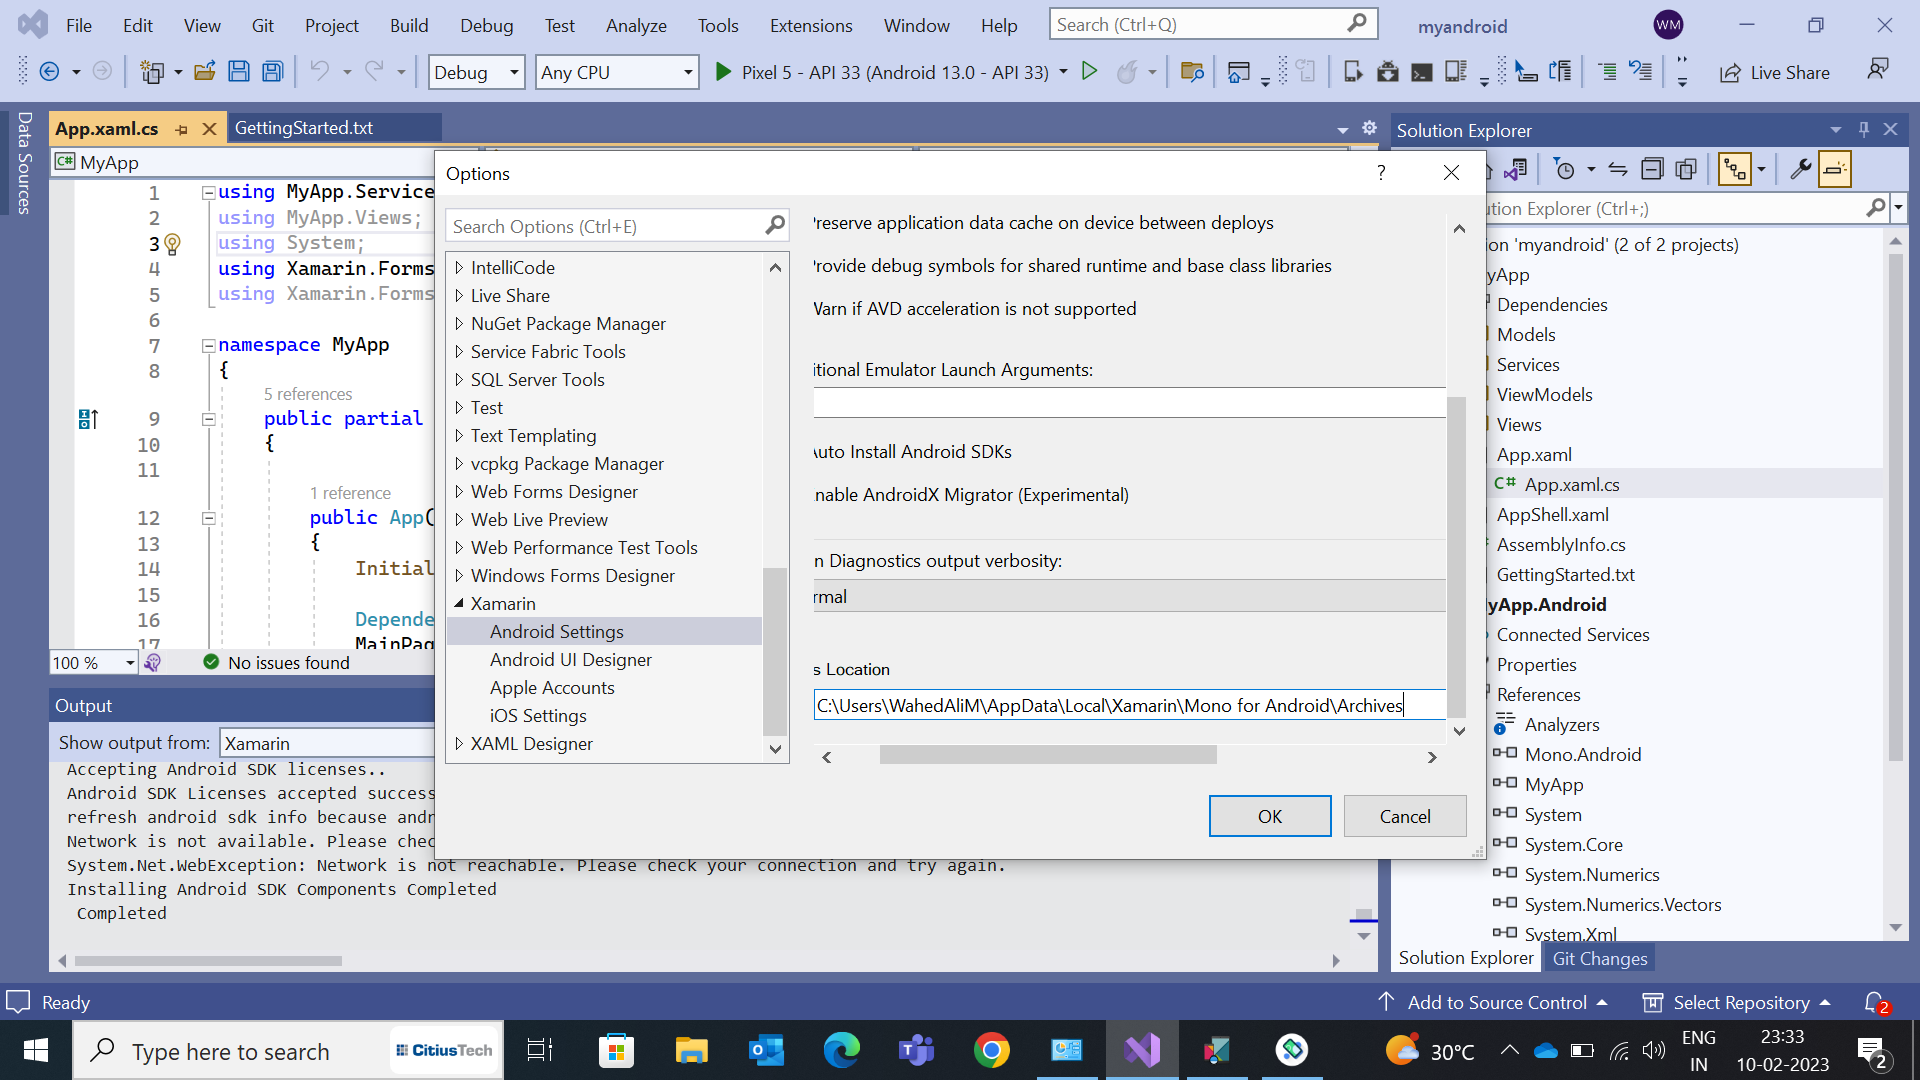 File Edit View Git Project Build Debug Test Analyze Tools Extensions Window Help Search (Ctrl+Q) myandroid WM
Debug Any CPU Pixel 5 - API 33 (Android 13.0 - API 33) Live Share
Data Sources
App.xaml.cs GettingStarted.txt
C# MyApp
1 using MyApp.Service
2 using MyApp.Views;
3 using System;
4 using Xamarin.Forms
5 using Xamarin.Forms
6
7 namespace MyApp
8 {
5 references
9 public partial
10 {
11
1 reference
12 public App(
13 {
14 Initial
15
16 Depende
17 MainPag
100 % No issues found
Output
Show output from: Xamarin
Accepting Android SDK licenses..
Android SDK Licenses accepted success
refresh android sdk info because andr
Network is not available. Please chec
System.Net.WebException: Network is not reachable. Please check your connection and try again.
Installing Android SDK Components Completed
Completed
Options ?
Search Options (Ctrl+E)
IntelliCode
Live Share
NuGet Package Manager
Service Fabric Tools
SQL Server Tools
Test
Text Templating
vcpkg Package Manager
Web Forms Designer
Web Live Preview
Web Performance Test Tools
Windows Forms Designer
Xamarin
Android Settings
Android UI Designer
Apple Accounts
iOS Settings
XAML Designer
reserve application data cache on device between deploys
rovide debug symbols for shared runtime and base class libraries
Warn if AVD acceleration is not supported
itional Emulator Launch Arguments:
uto Install Android SDKs
nable AndroidX Migrator (Experimental)
n Diagnostics output verbosity:
rmal
s Location
C:\Users\WahedAliM\AppData\Local\Xamarin\Mono for Android\Archives
OK Cancel
Solution Explorer
ution Explorer (Ctrl+;)
on 'myandroid' (2 of 2 projects)
yApp
Dependencies
Models
Services
ViewModels
Views
App.xaml
C# App.xaml.cs
AppShell.xaml
AssemblyInfo.cs
GettingStarted.txt
yApp.Android
Connected Services
Properties
References
Analyzers
Mono.Android
MyApp
System
System.Core
System.Numerics
System.Numerics.Vectors
System.Xml
Solution Explorer Git Changes
Ready Add to Source Control Select Repository 2
Type here to search CitiusTech 30°C ENG IN 23:33 10-02-2023 2